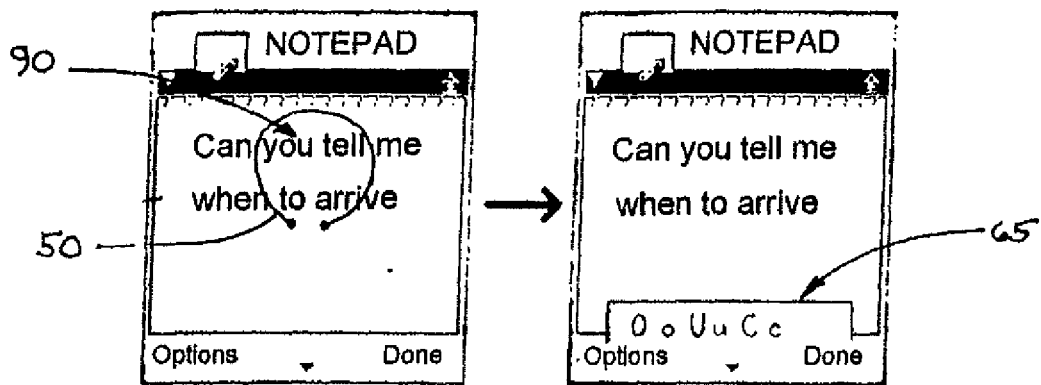 NOTEPAD
90
Can you tell me
when to arrive
50
Options Done
NOTEPAD
Can you tell me
when to arrive
65
O o U u C c
Options Done